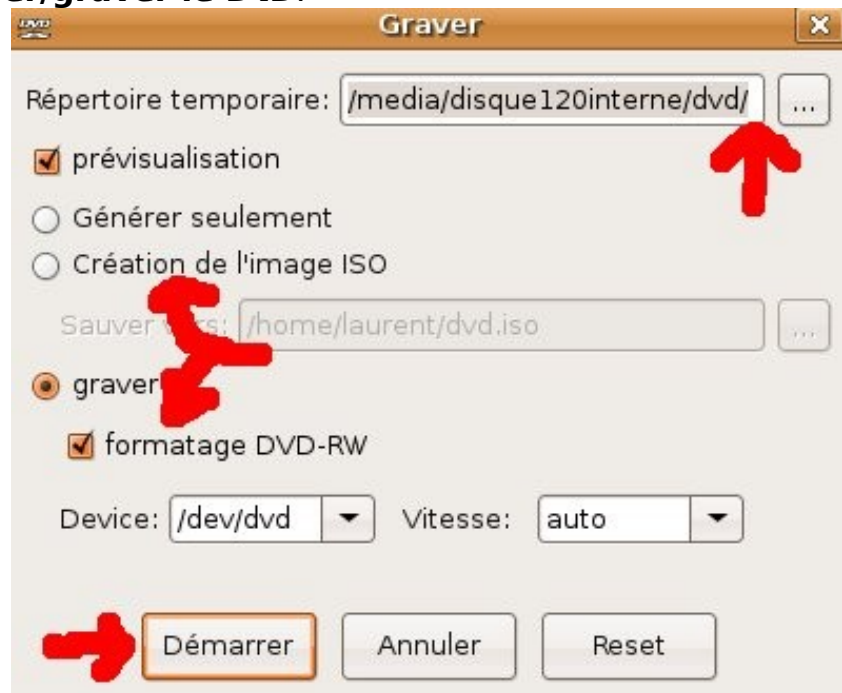 Graver
Répertoire temporaire: /media/disque120interne/dvd/ ...
prévisualisation
Générer seulement
Création de l'image ISO
Sauver /home/laurent/dvd.iso ...
graver
formatage DVD-RW
Device: /dev/dvd Vitesse: auto
Démarrer Annuler Reset